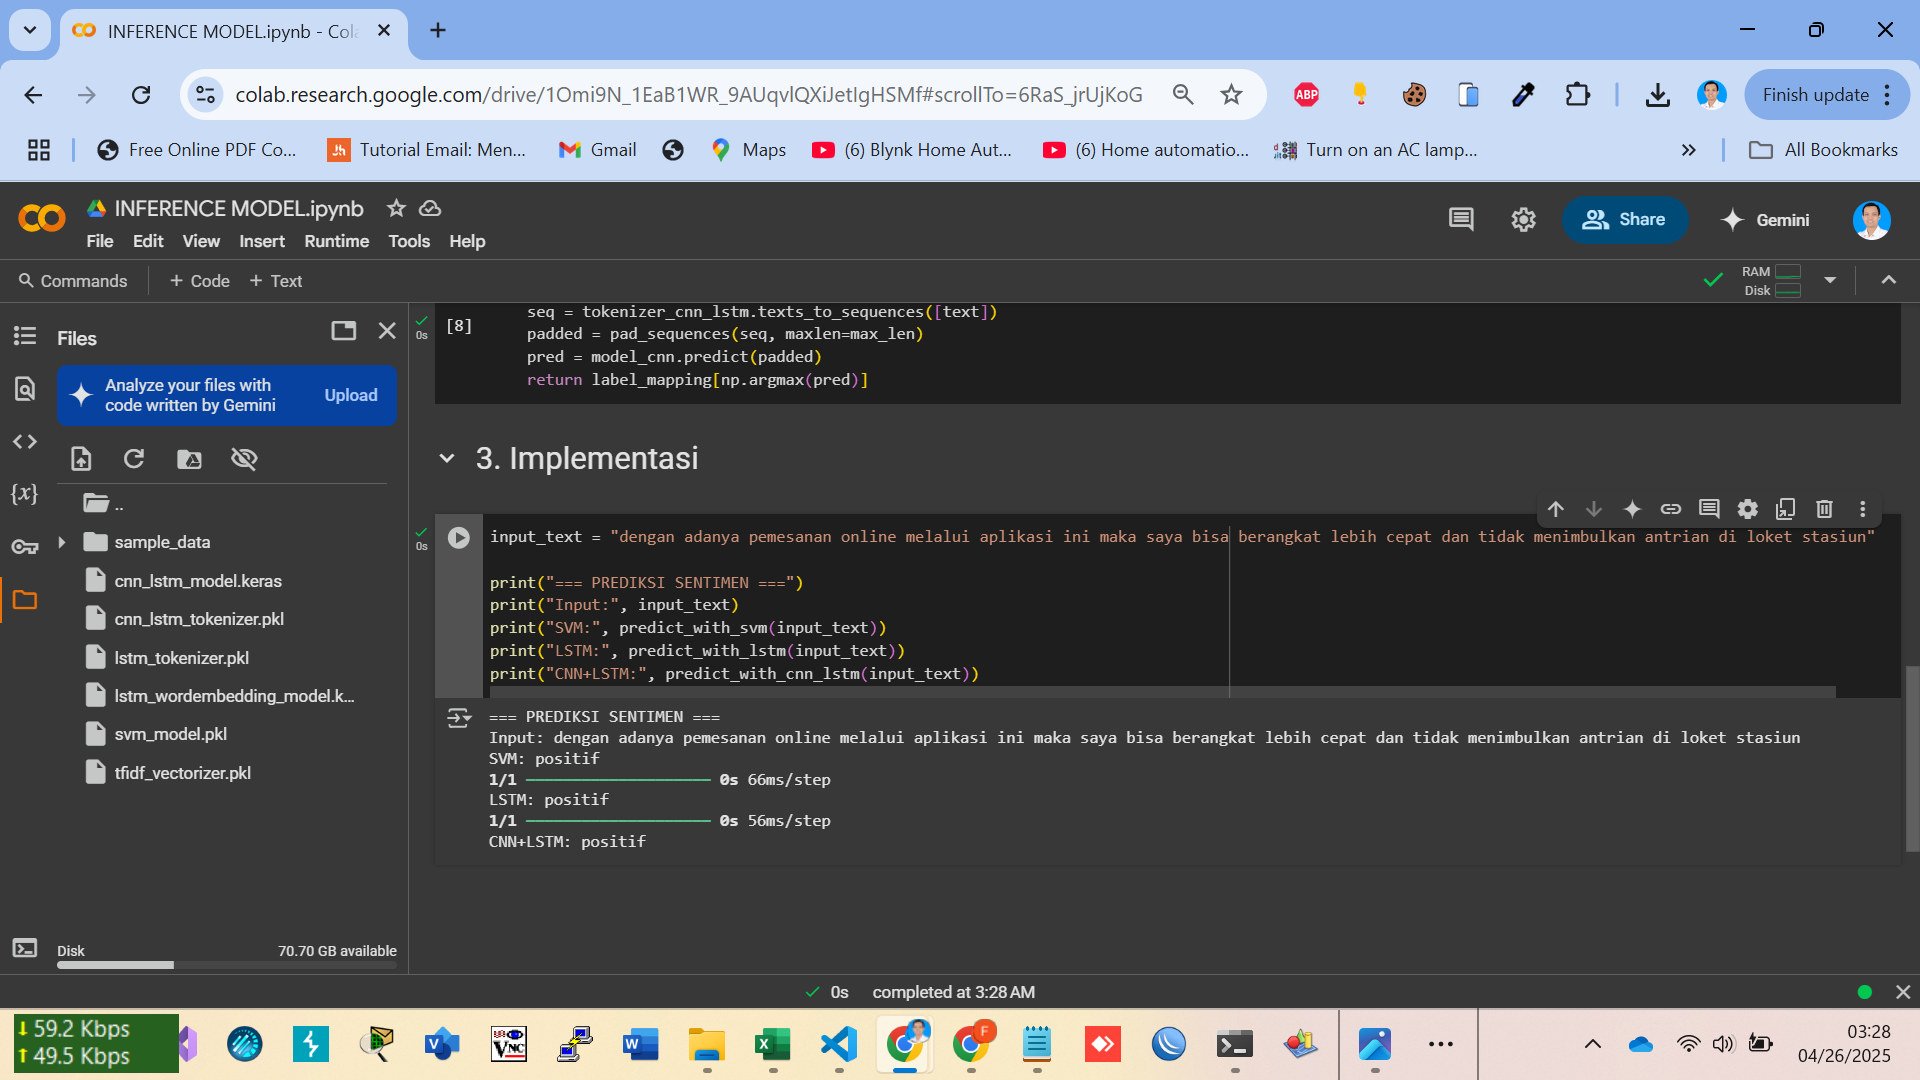 INFERENCE MODEL.ipynb - Col
colab.research.google.com/drive/1Omi9N_1EaB1WR_9AUqvlQXiJetIgHSMf#scrollTo=6RaS_jrUjKoG
ABP
Finish update
Free Online PDF Co...
Tutorial Email: Men...
Gmail
Maps
(6) Blynk Home Aut...
(6) Home automatio...
Turn on an AC lamp...
All Bookmarks
INFERENCE MODEL.ipynb
File Edit View Insert Runtime Tools Help
Share
Gemini
Commands
+ Code
+ Text
RAM
Disk
Files
Analyze your files with
code written by Gemini
Upload
..
sample_data
cnn_lstm_model.keras
cnn_lstm_tokenizer.pkl
lstm_tokenizer.pkl
lstm_wordembedding_model.k...
svm_model.pkl
tfidf_vectorizer.pkl
Disk
70.70 GB available
0s
[8]
seq = tokenizer_cnn_lstm.texts_to_sequences([text])
padded = pad_sequences(seq, maxlen=max_len)
pred = model_cnn.predict(padded)
return label_mapping[np.argmax(pred)]
3. Implementasi
0s
input_text = "dengan adanya pemesanan online melalui aplikasi ini maka saya bisa berangkat lebih cepat dan tidak menimbulkan antrian di loket stasiun"
print("=== PREDIKSI SENTIMEN ===")
print("Input:", input_text)
print("SVM:", predict_with_svm(input_text))
print("LSTM:", predict_with_lstm(input_text))
print("CNN+LSTM:", predict_with_cnn_lstm(input_text))
=== PREDIKSI SENTIMEN ===
Input: dengan adanya pemesanan online melalui aplikasi ini maka saya bisa berangkat lebih cepat dan tidak menimbulkan antrian di loket stasiun
SVM: positif
1/1 0s 66ms/step
LSTM: positif
1/1 0s 56ms/step
CNN+LSTM: positif
0s completed at 3:28 AM
59.2 Kbps
49.5 Kbps
03:28
04/26/2025